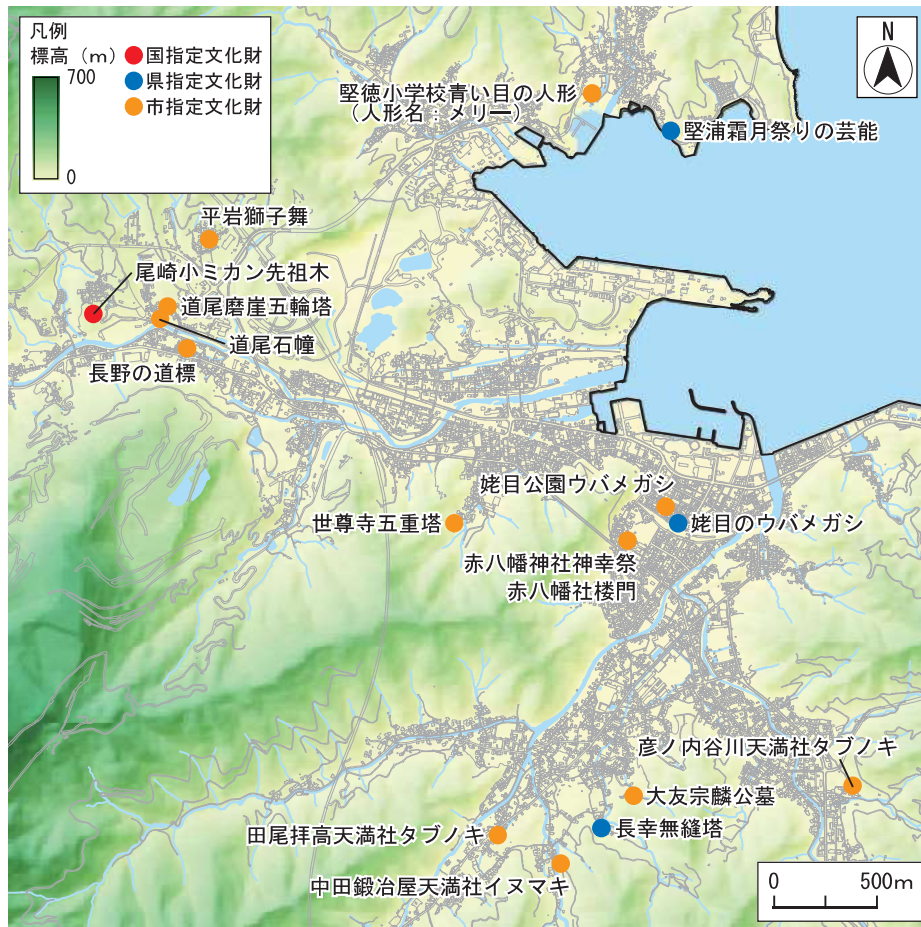 凡例
標高（m）
700
0
国指定文化財
県指定文化財
市指定文化財
N
堅徳小学校青い目の人形
（人形名：メリー）
堅浦霜月祭りの芸能
平岩獅子舞
尾崎小ミカン先祖木
道尾磨崖五輪塔
道尾石幢
長野の道標
姥目公園ウバメガシ
世尊寺五重塔
姥目のウバメガシ
赤八幡神社神幸祭
赤八幡社楼門
彦ノ内谷川天満社タブノキ
大友宗麟公墓
長幸無縫塔
田尾拝高天満社タブノキ
中田鍛冶屋天満社イヌマキ
0
500m